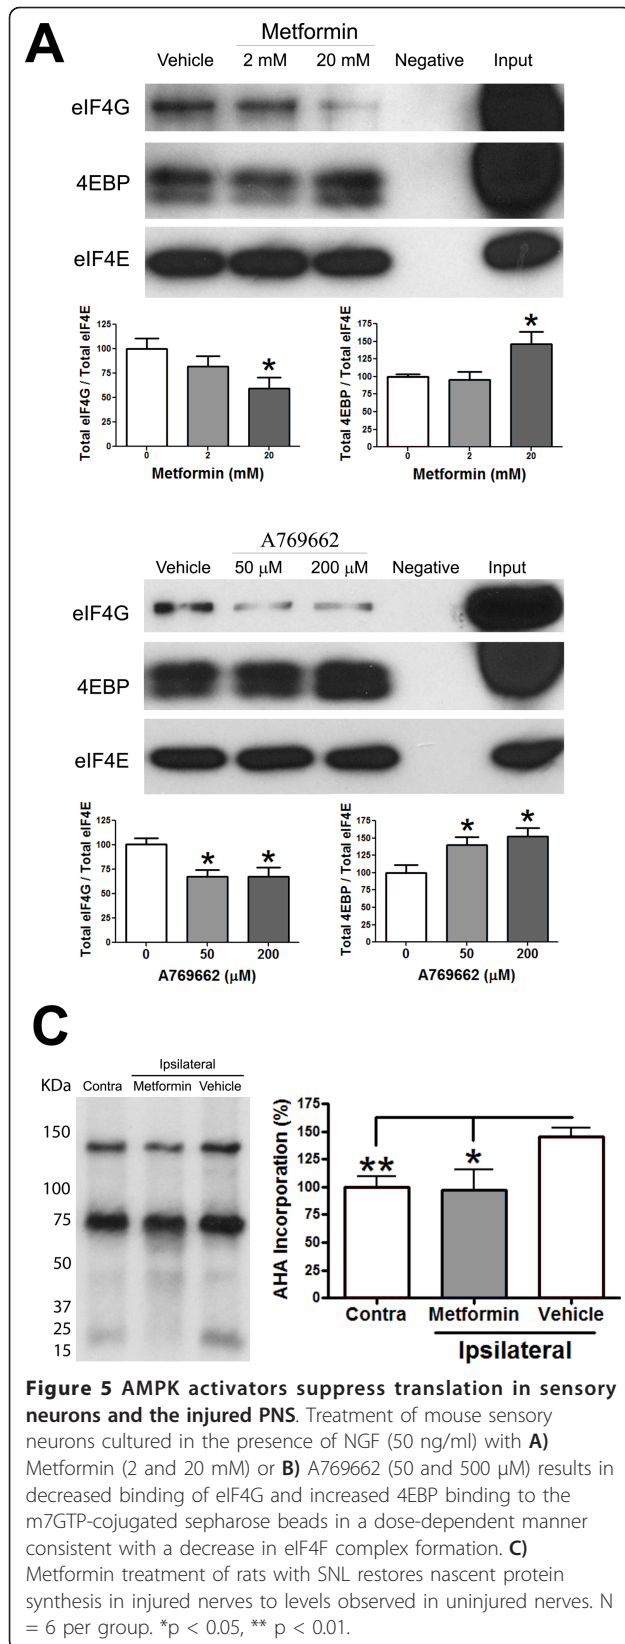 A
Metformin
Vehicle 2 mM 20 mM Negative Input
eIF4G
4EBP
eIF4E
Total eIF4G / Total eIF4E
125
100
75
50
25
0
0 2 20
Metformin (mM)
*
Total 4EBP / Total eIF4E
175
150
125
100
75
50
25
0
0 2 20
Metformin (mM)
*
A769662
Vehicle 50 µM 200 µM Negative Input
eIF4G
4EBP
eIF4E
Total eIF4G / Total eIF4E
125
100
75
50
25
0
0 50 200
A769662 (µM)
* *
Total 4EBP / Total eIF4E
175
150
125
100
75
50
25
0
0 50 200
A769662 (µM)
* *
C
Ipsilateral
KDa Contra Metformin Vehicle
150
100
75
50
37
25
15
AHA Incorporation (%)
175
150
125
100
75
50
25
0
** *
Contra Metformin Vehicle
Ipsilateral
Figure 5 AMPK activators suppress translation in sensory
neurons and the injured PNS. Treatment of mouse sensory
neurons cultured in the presence of NGF (50 ng/ml) with A)
Metformin (2 and 20 mM) or B) A769662 (50 and 500 µM) results in
decreased binding of eIF4G and increased 4EBP binding to the
m7GTP-cojugated sepharose beads in a dose-dependent manner
consistent with a decrease in eIF4F complex formation. C)
Metformin treatment of rats with SNL restores nascent protein
synthesis in injured nerves to levels observed in uninjured nerves. N
= 6 per group. *p < 0.05, ** p < 0.01.